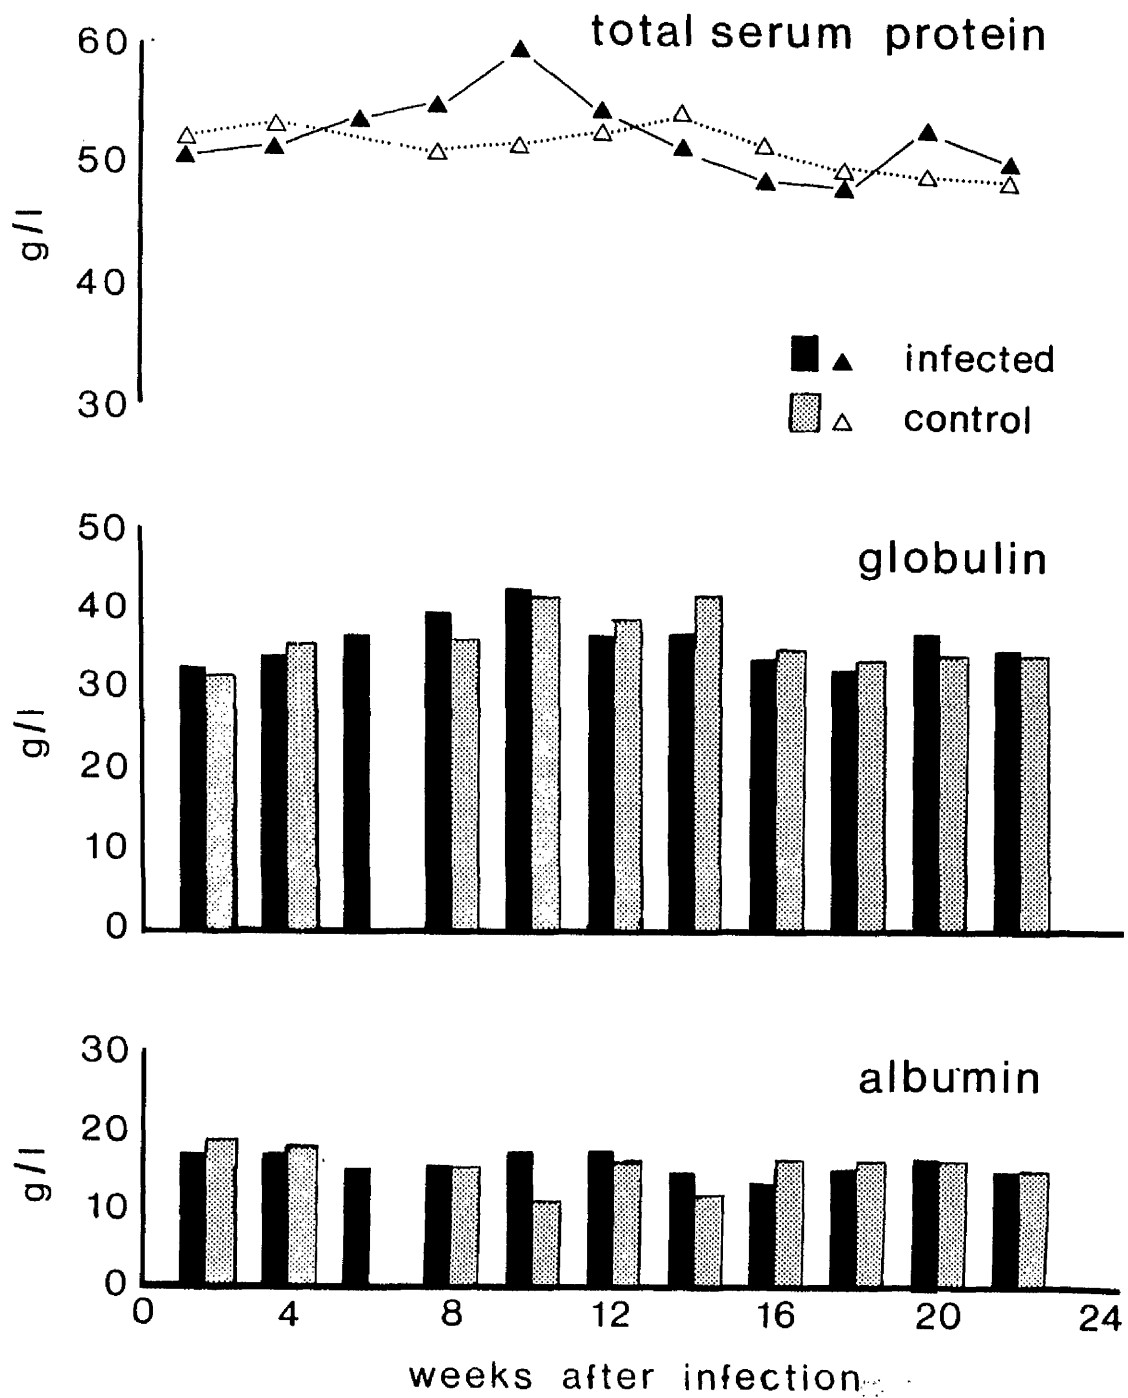 total serum protein
60
50
40
30
g/l
infected
control
globulin
50
40
30
20
10
0
g/l
albumin
30
20
10
0
g/l
0 4 8 12 16 20 24
weeks after infection